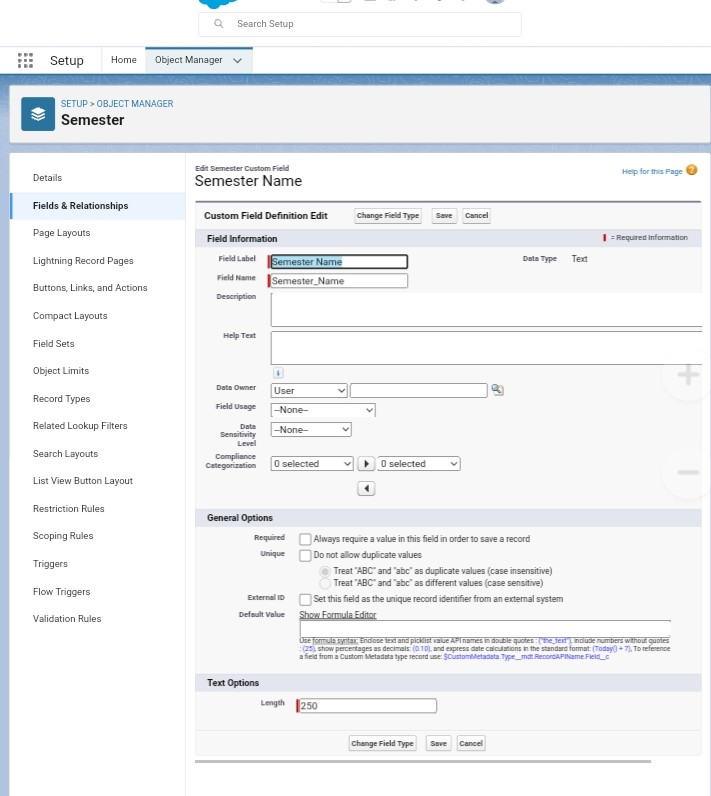 Search Setup
Setup
Home
Object Manager
SETUP > OBJECT MANAGER
Semester
Details
Fields & Relationships
Page Layouts
Lightning Record Pages
Buttons, Links, and Actions
Compact Layouts
Field Sets
Object Limits
Record Types
Related Lookup Filters
Search Layouts
List View Button Layout
Restriction Rules
Scoping Rules
Triggers
Flow Triggers
Validation Rules
Edit Semester Custom Field
Semester Name
Help for this Page
Custom Field Definition Edit
Change Field Type
Save
Cancel
Field Information
= Required Information
Field Label
Semester Name
Data Type
Text
Field Name
Semester_Name
Description
Help Text
i
Data Owner
User
Field Usage
--None--
Data
Sensitivity
Level
--None--
Compliance
Categorization
0 selected
0 selected
General Options
Required
Always require a value in this field in order to save a record
Unique
Do not allow duplicate values
Treat "ABC" and "abc" as duplicate values (case insensitive)
Treat "ABC" and "abc" as different values (case sensitive)
External ID
Set this field as the unique record identifier from an external system
Default Value
Show Formula Editor
Use formula syntax: Enclose text and picklist value API names in double quotes : ("the_text"), include numbers without quotes
: (25), show percentages as decimals: (0.10), and express date calculations in the standard format: (Today() + 7), To reference
a field from a Custom Metadata type record use: $CustomMetadata.Type__mdt.RecordAPIName.Field__c
Text Options
Length
250
Change Field Type
Save
Cancel